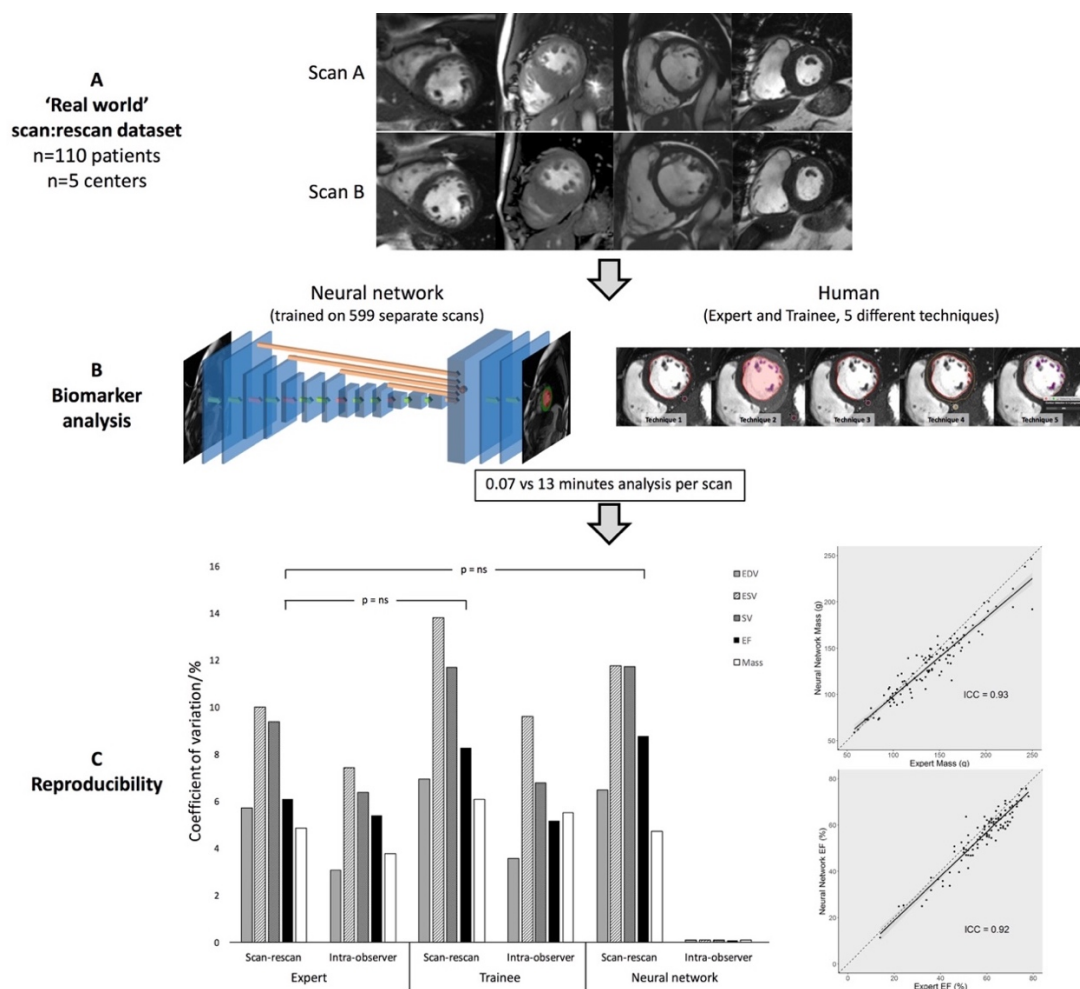 A
‘Real world’
scan:rescan dataset
n=110 patients
n=5 centers
Scan A
Scan B
B
Biomarker
analysis
Neural network
(trained on 599 separate scans)
Human
(Expert and Trainee, 5 different techniques)
Technique 1
Technique 2
Technique 3
Technique 4
Technique 5
0.07 vs 13 minutes analysis per scan
C
Reproducibility
Coefficient of variation/%
16
14
12
10
8
6
4
2
0
p = ns
p = ns
EDV
ESV
SV
EF
Mass
Scan-rescan
Intra-observer
Scan-rescan
Intra-observer
Scan-rescan
Intra-observer
Expert
Trainee
Neural network
Neural Network Mass (g)
250
200
150
100
50
ICC = 0.93
50
100
150
200
250
Expert Mass (g)
Neural Network EF (%)
80
60
40
20
0
ICC = 0.92
0
20
40
60
80
Expert EF (%)